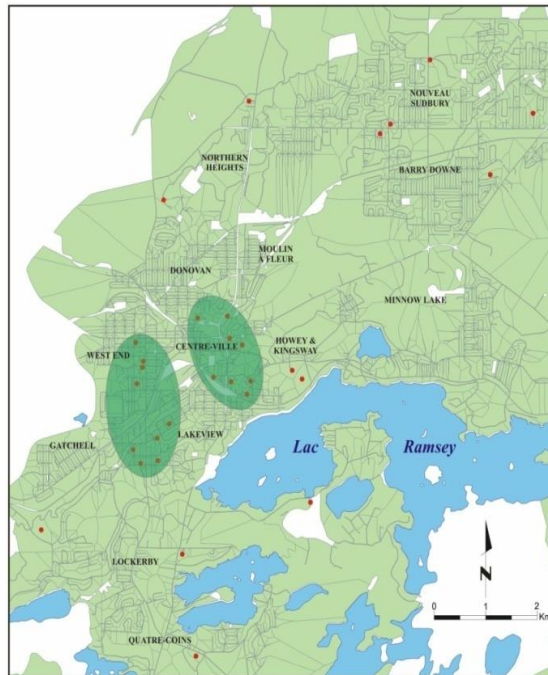 NOUVEAU
SUDBURY
NORTHERN
HEIGHTS
BARRY DOWNE
MOULIN
A FLEUR
DONOVAN
MINNOW LAKE
CENTRE-VILLE
HOWEY &
KINGSWAY
WEST END
LAKEVIEW
GATCHELL
Lac
Ramsey
LOCKERBY
QUATRE-COINS
N
0 1 2
Km